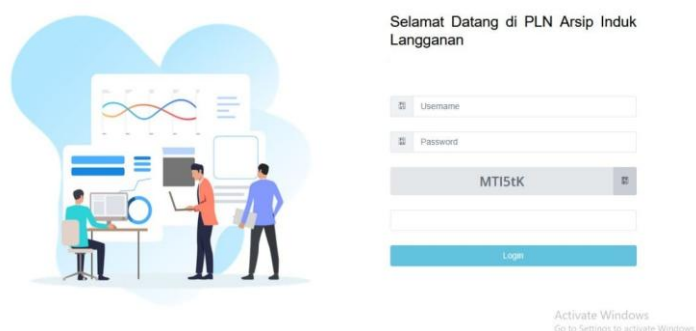 Selamat Datang di PLN Arsip Induk
Langganan
Username
Password
MTI5tK
Login
Activate Windows
Go to Settings to activate Windows.